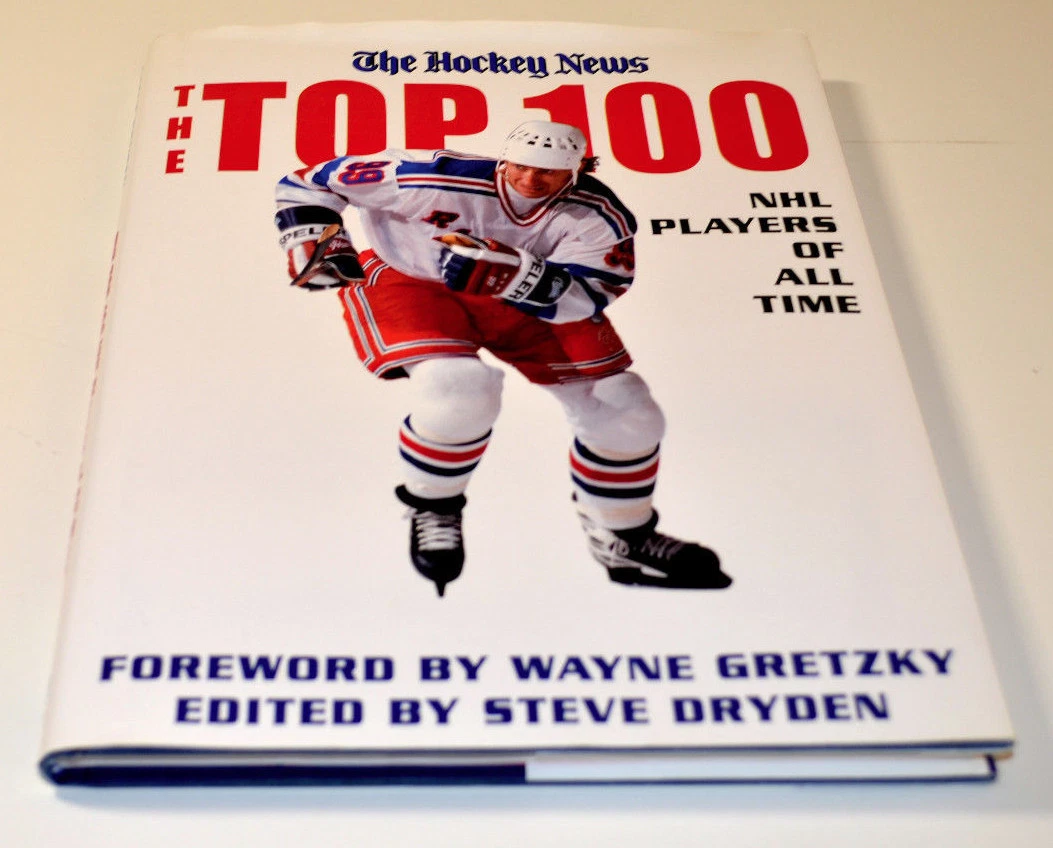 The Hockey News
THE TOP 100
NHL
PLAYERS
OF
ALL
TIME
99
FOREWORD BY WAYNE GRETZKY
EDITED BY STEVE DRYDEN